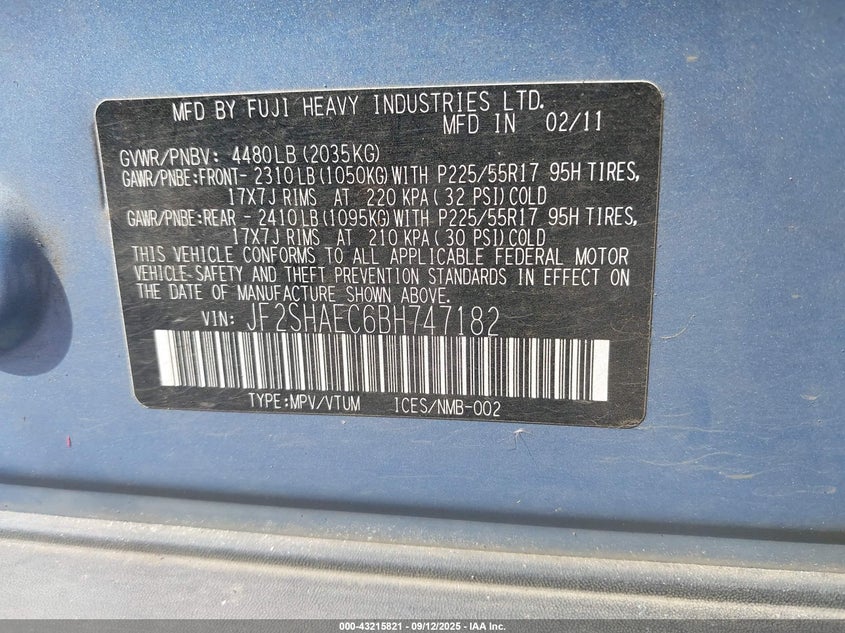 MFD BY FUJI HEAVY INDUSTRIES LTD.
MFD IN 02/11
GVWR/PNBV: 4480LB (2035KG)
GAWR/PNBE:FRONT- 2310LB (1050KG) WITH P225/55R17 95H TIRES,
17X7J RIMS AT 220 KPA ( 32 PSI) COLD
GAWR/PNBE:REAR - 2410LB (1095KG) WITH P225/55R17 95H TIRES,
17X7J RIMS AT 210 KPA ( 30 PSI) COLD
THIS VEHICLE CONFORMS TO ALL APPLICABLE FEDERAL MOTOR
VEHICLE-SAFETY AND THEFT PREVENTION STANDARDS IN EFFECT ON
THE DATE OF MANUFACTURE SHOWN ABOVE.
VIN: JF2SHAEC6BH747182
TYPE:MPV/VTUM ICES/NMB-002
000-43215821 - 09/12/2025 - IAA Inc.